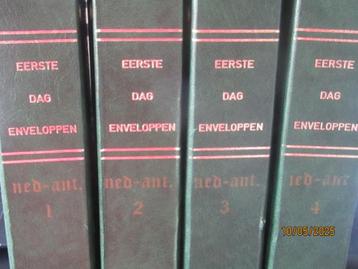 EERSTE
DAG
ENVELOPPEN
ned-ant.
1
EERSTE
DAG
ENVELOPPEN
ned-ant.
2
EERSTE
DAG
ENVELOPPEN
ned-ant.
3
EERSTE
DAG
ENVELOPPEN
ned-ant
4
10/05/2025